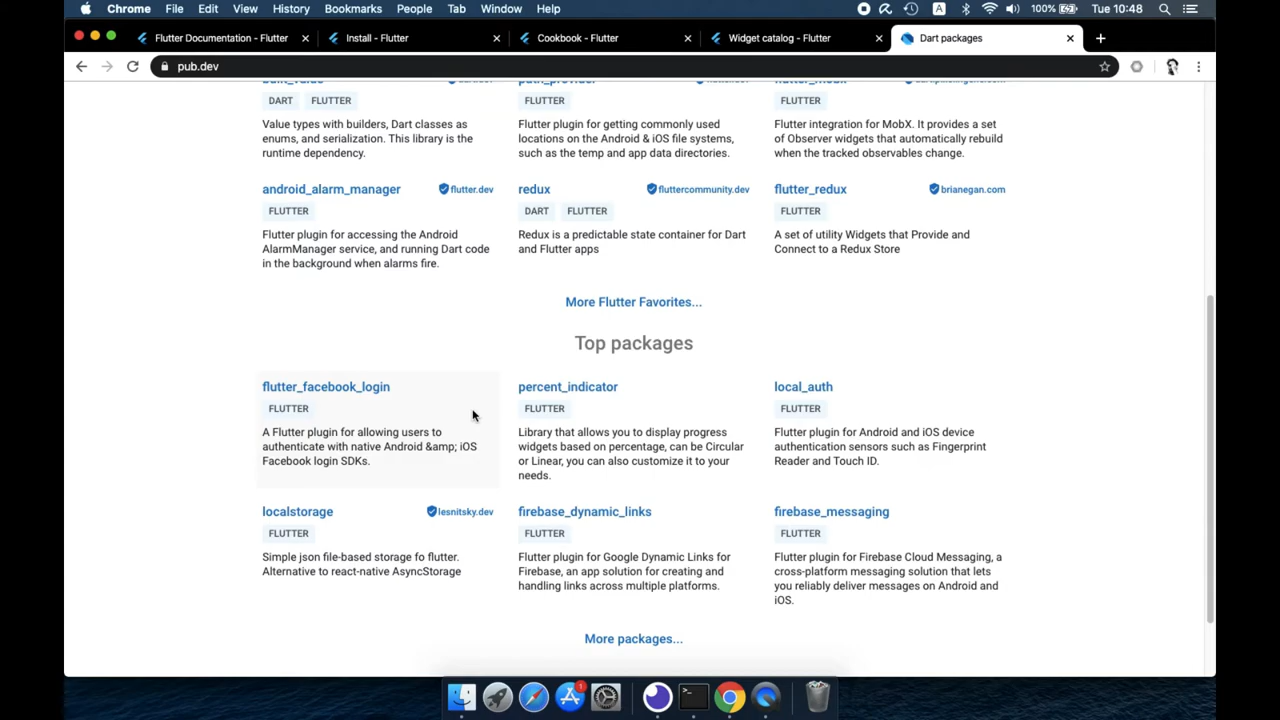 Chrome File Edit View History Bookmarks People Tab Window Help A 100% Tue 10:48
Flutter Documentation - Flutter Install - Flutter Cookbook - Flutter Widget catalog - Flutter Dart packages
pub.dev
built_value path_provider flutter_mobx
DART FLUTTER FLUTTER FLUTTER
Value types with builders, Dart classes as
enums, and serialization. This library is the
runtime dependency.
Flutter plugin for getting commonly used
locations on the Android & iOS file systems,
such as the temp and app data directories.
Flutter integration for MobX. It provides a set
of Observer widgets that automatically rebuild
when the tracked observables change.
android_alarm_manager flutter.dev
FLUTTER
Flutter plugin for accessing the Android
AlarmManager service, and running Dart code
in the background when alarms fire.
redux fluttercommunity.dev
DART FLUTTER
Redux is a predictable state container for Dart
and Flutter apps
flutter_redux brianegan.com
FLUTTER
A set of utility Widgets that Provide and
Connect to a Redux Store
More Flutter Favorites...
Top packages
flutter_facebook_login
FLUTTER
A Flutter plugin for allowing users to
authenticate with native Android &amp; iOS
Facebook login SDKs.
percent_indicator
FLUTTER
Library that allows you to display progress
widgets based on percentage, can be Circular
or Linear, you can also customize it to your
needs.
local_auth
FLUTTER
Flutter plugin for Android and iOS device
authentication sensors such as Fingerprint
Reader and Touch ID.
localstorage lesnitsky.dev
FLUTTER
Simple json file-based storage fo flutter.
Alternative to react-native AsyncStorage
firebase_dynamic_links
FLUTTER
Flutter plugin for Google Dynamic Links for
Firebase, an app solution for creating and
handling links across multiple platforms.
firebase_messaging
FLUTTER
Flutter plugin for Firebase Cloud Messaging, a
cross-platform messaging solution that lets
you reliably deliver messages on Android and
iOS.
More packages...
1